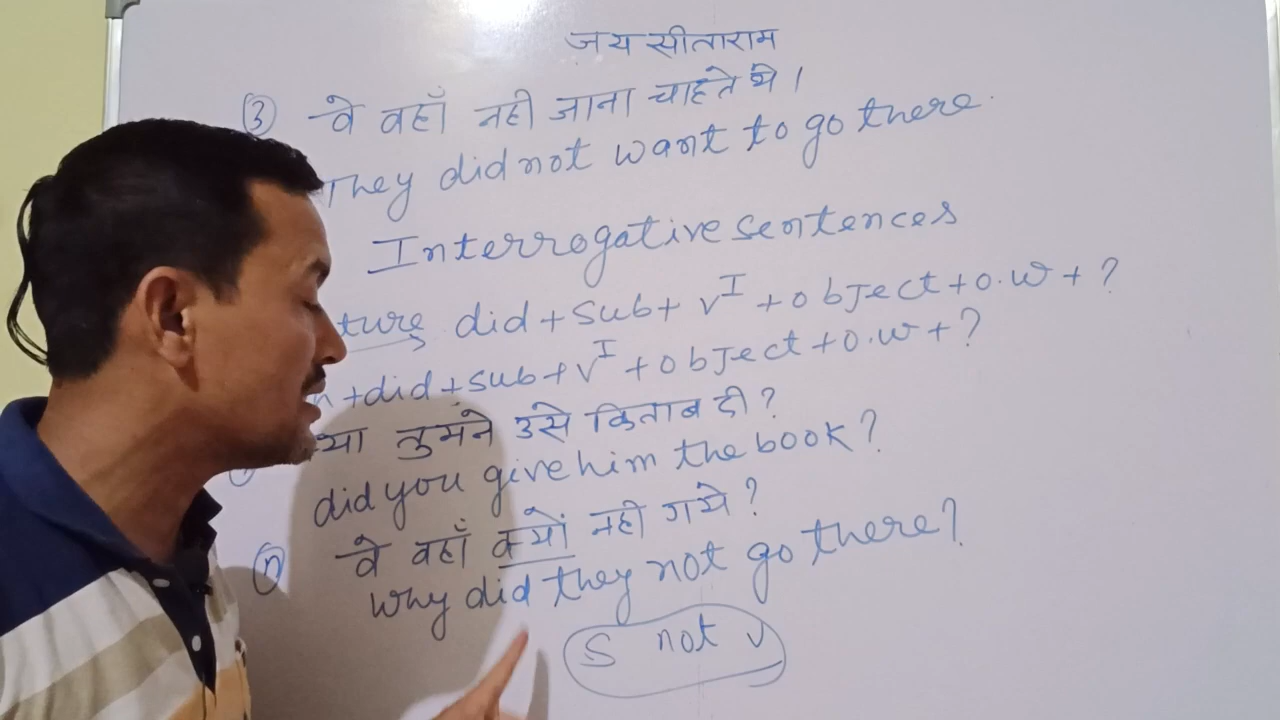 जय सीताराम
③ वे वहाँ नही जाना चाहते थे।
They did not want to go there.
Interrogative sentences
ture did + sub + v^I + object + o.w + ?
+ did + sub + v^I + object + o.w + ?
या तुमने उसे किताब दी?
did you give him the book?
ⓝ वे वहाँ क्यों नही गये?
Why did they not go there?
S not v